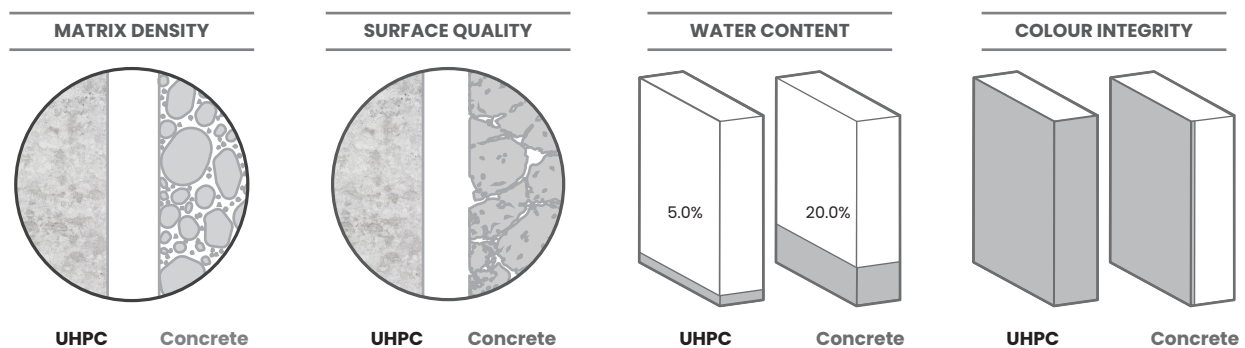 MATRIX DENSITY
SURFACE QUALITY
WATER CONTENT
COLOUR INTEGRITY
5.0%
20.0%
UHPC
Concrete
UHPC
Concrete
UHPC
Concrete
UHPC
Concrete